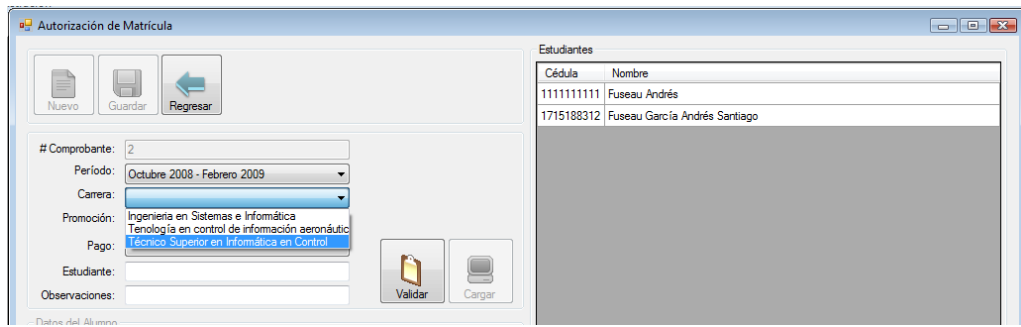 Autorización de Matrícula
Nuevo
Guardar
Regresar
# Comprobante: 2
Período: Octubre 2008 - Febrero 2009
Carrera:
Ingenieria en Sistemas e Informática
Tenología en control de información aeronáutic
Técnico Superior en Informática en Control
Promoción:
Pago:
Estudiante:
Observaciones:
Validar
Cargar
Datos del Alumno
Estudiantes
Cédula Nombre
1111111111 Fuseau Andrés
1715188312 Fuseau García Andrés Santiago